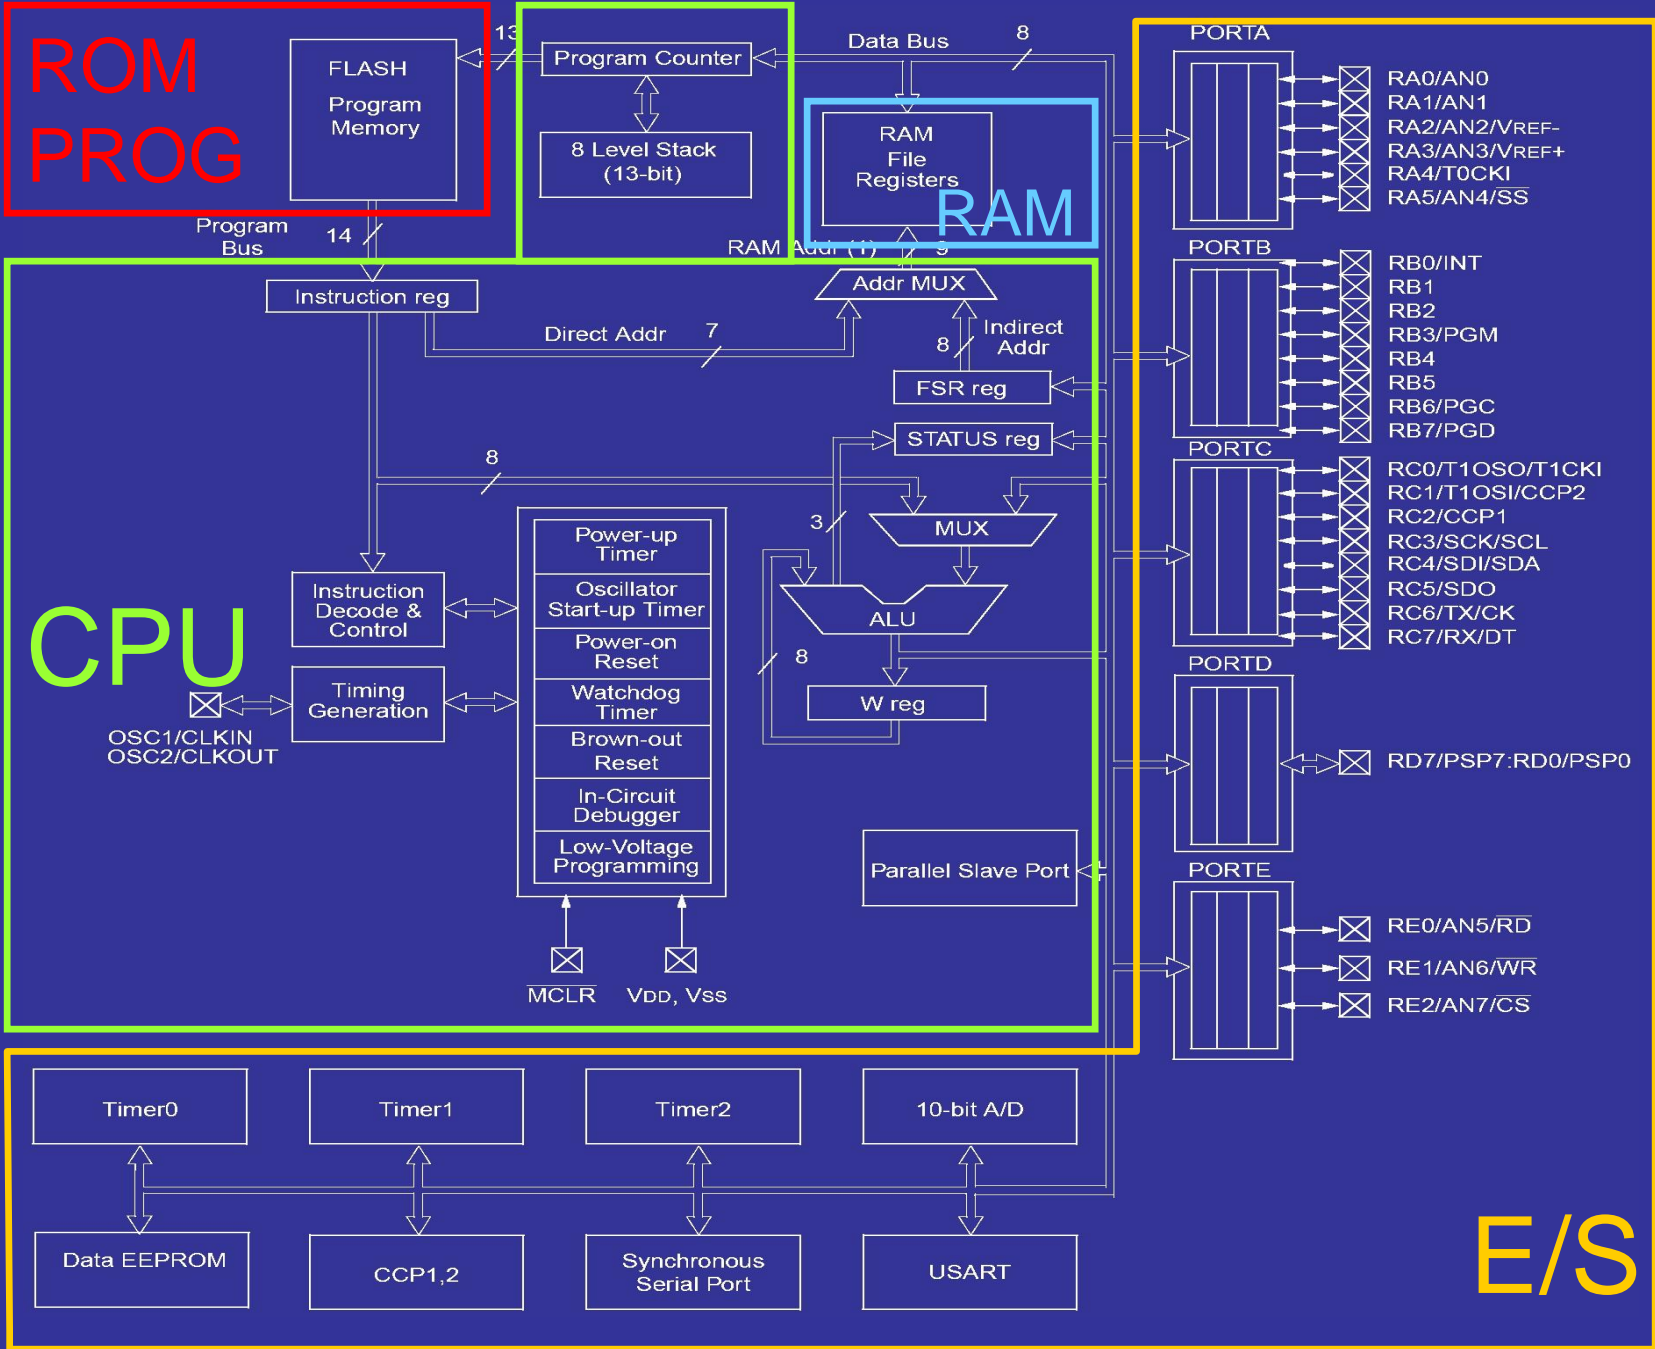 ROM
PROG
FLASH
Program
Memory
13
Program Counter
8 Level Stack
(13-bit)
Data Bus
8
RAM
File
Registers
RAM
Program
Bus
14
RAM Addr (1)
9
Instruction reg
Addr MUX
Direct Addr
7
Indirect
Addr
8
FSR reg
STATUS reg
8
3
MUX
ALU
8
W reg
CPU
Instruction
Decode &
Control
Timing
Generation
OSC1/CLKIN
OSC2/CLKOUT
Power-up
Timer
Oscillator
Start-up Timer
Power-on
Reset
Watchdog
Timer
Brown-out
Reset
In-Circuit
Debugger
Low-Voltage
Programming
MCLR
VDD, VSS
Parallel Slave Port
PORTA
RA0/AN0
RA1/AN1
RA2/AN2/VREF-
RA3/AN3/VREF+
RA4/T0CKI
RA5/AN4/SS
PORTB
RB0/INT
RB1
RB2
RB3/PGM
RB4
RB5
RB6/PGC
RB7/PGD
PORTC
RC0/T1OSO/T1CKI
RC1/T1OSI/CCP2
RC2/CCP1
RC3/SCK/SCL
RC4/SDI/SDA
RC5/SDO
RC6/TX/CK
RC7/RX/DT
PORTD
RD7/PSP7:RD0/PSP0
PORTE
RE0/AN5/RD
RE1/AN6/WR
RE2/AN7/CS
Timer0
Timer1
Timer2
10-bit A/D
Data EEPROM
CCP1,2
Synchronous
Serial Port
USART
E/S